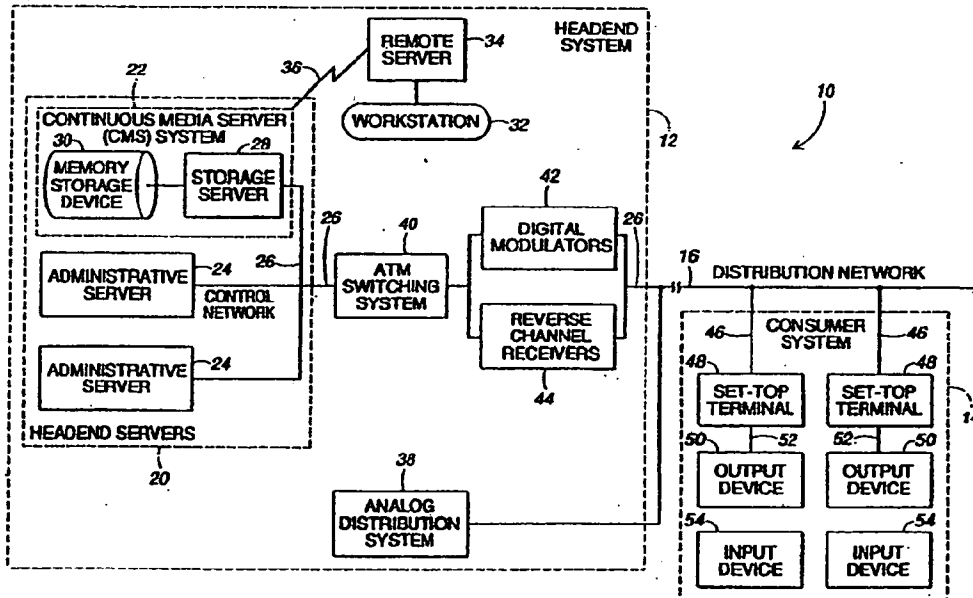 REMOTE
SERVER
34
HEADEND
SYSTEM
36
22
CONTINUOUS MEDIA SERVER
(CMS) SYSTEM
30
MEMORY
STORAGE
DEVICE
28
STORAGE
SERVER
WORKSTATION
32
12
10
42
DIGITAL
MODULATORS
26
40
ATM
SWITCHING
SYSTEM
26
26
ADMINISTRATIVE
SERVER
24
CONTROL
NETWORK
REVERSE
CHANNEL
RECEIVERS
44
ADMINISTRATIVE
SERVER
24
HEADEND SERVERS
20
38
ANALOG
DISTRIBUTION
SYSTEM
16
DISTRIBUTION NETWORK
46
CONSUMER
SYSTEM
46
48
SET-TOP
TERMINAL
48
SET-TOP
TERMINAL
50
52
52
50
OUTPUT
DEVICE
OUTPUT
DEVICE
54
INPUT
DEVICE
54
INPUT
DEVICE